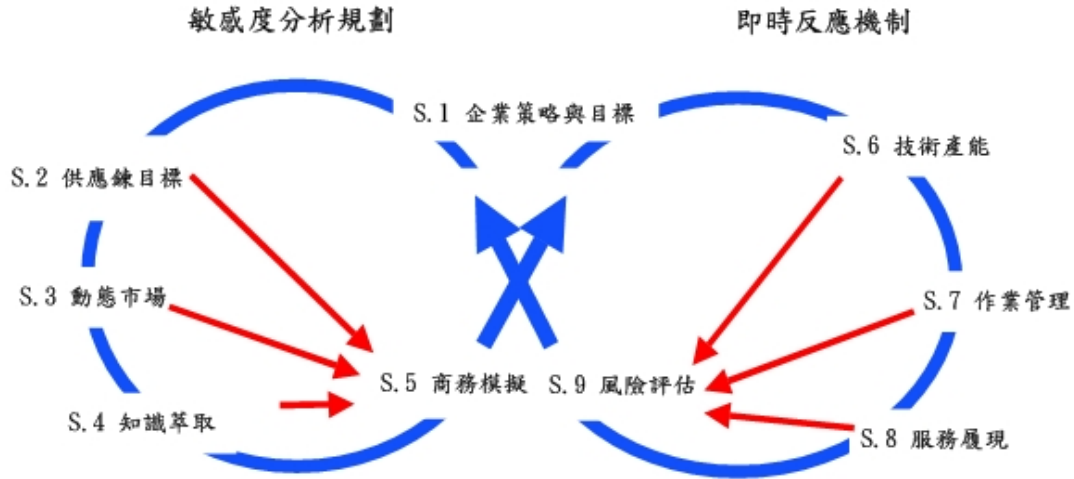 敏感度分析規劃
即時反應機制
S.1 企業策略與目標
S.6 技術產能
S.2 供應鍊目標
S.3 動態市場
S.7 作業管理
S.5 商務模擬
S.9 風險評估
S.4 知識萃取
S.8 服務履現